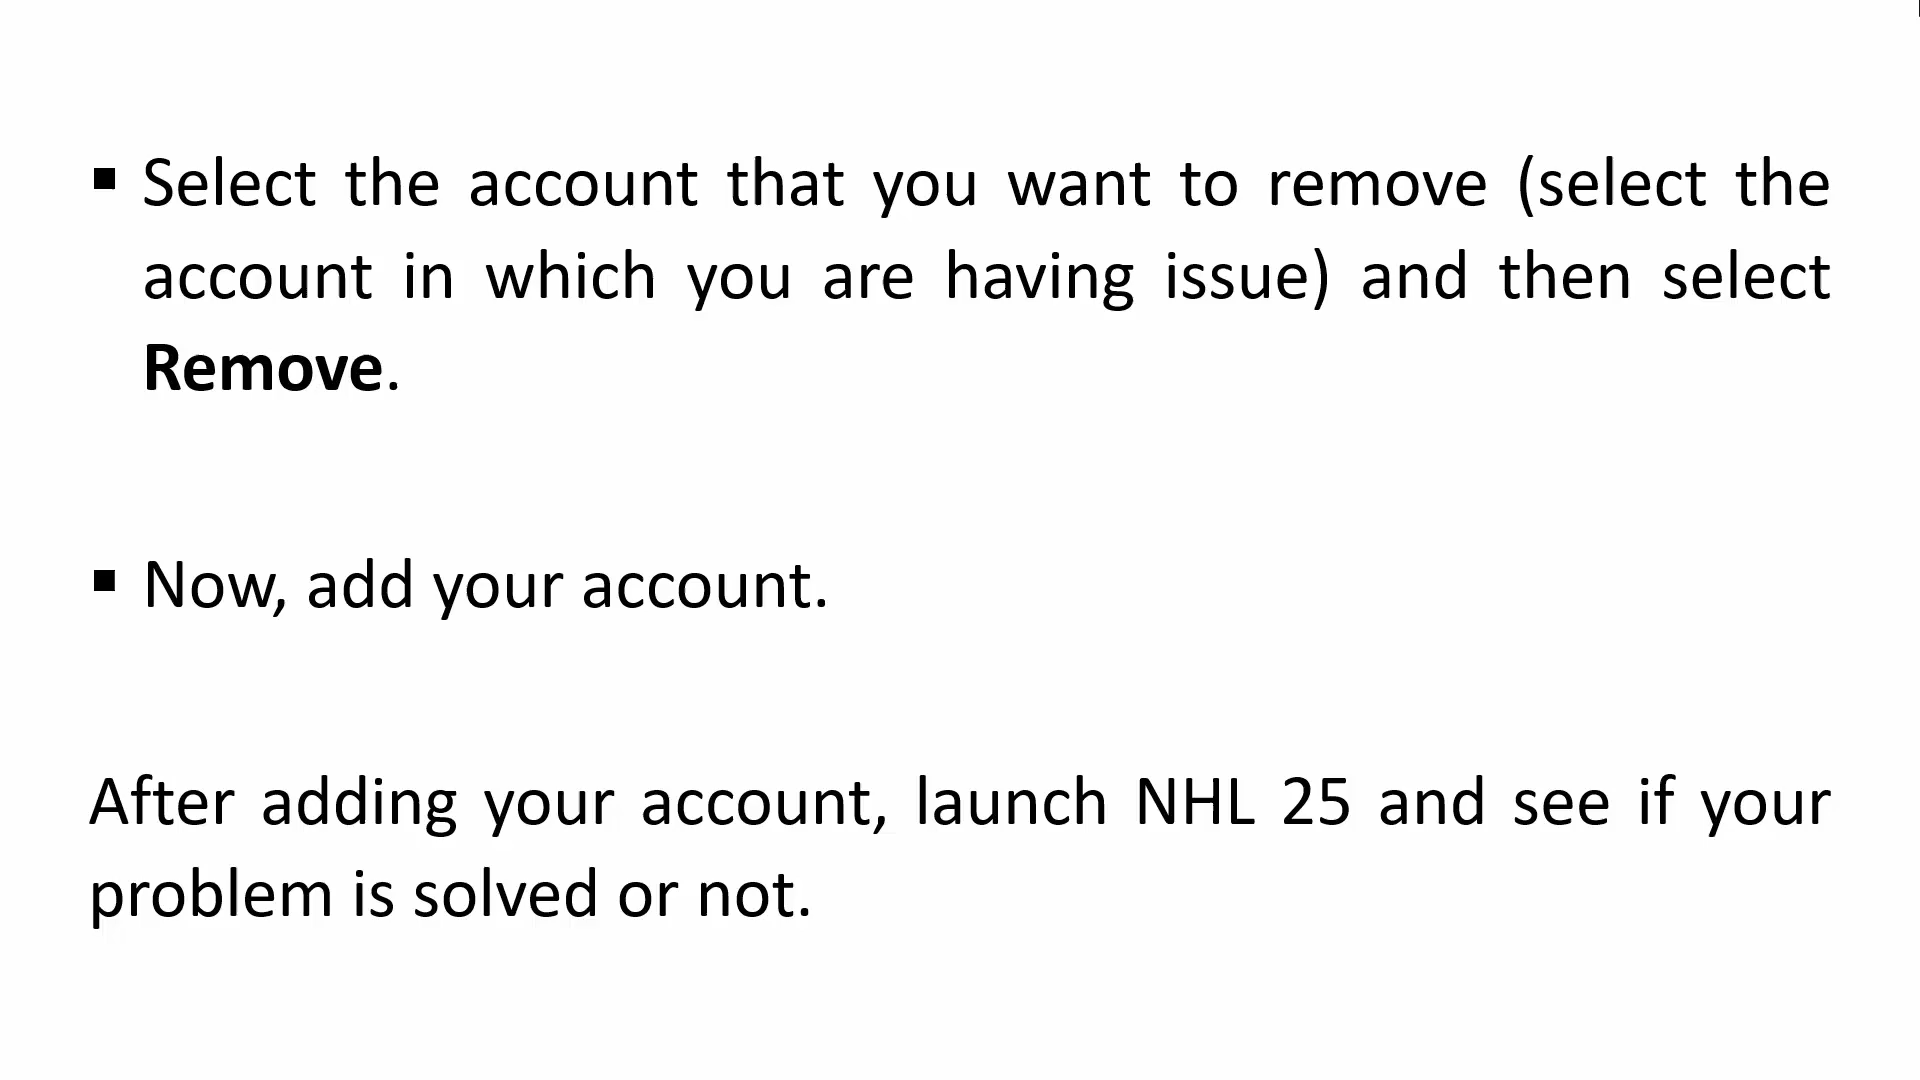 ▪ Select the account that you want to remove (select the
account in which you are having issue) and then select
Remove.
▪ Now, add your account.
After adding your account, launch NHL 25 and see if your
problem is solved or not.